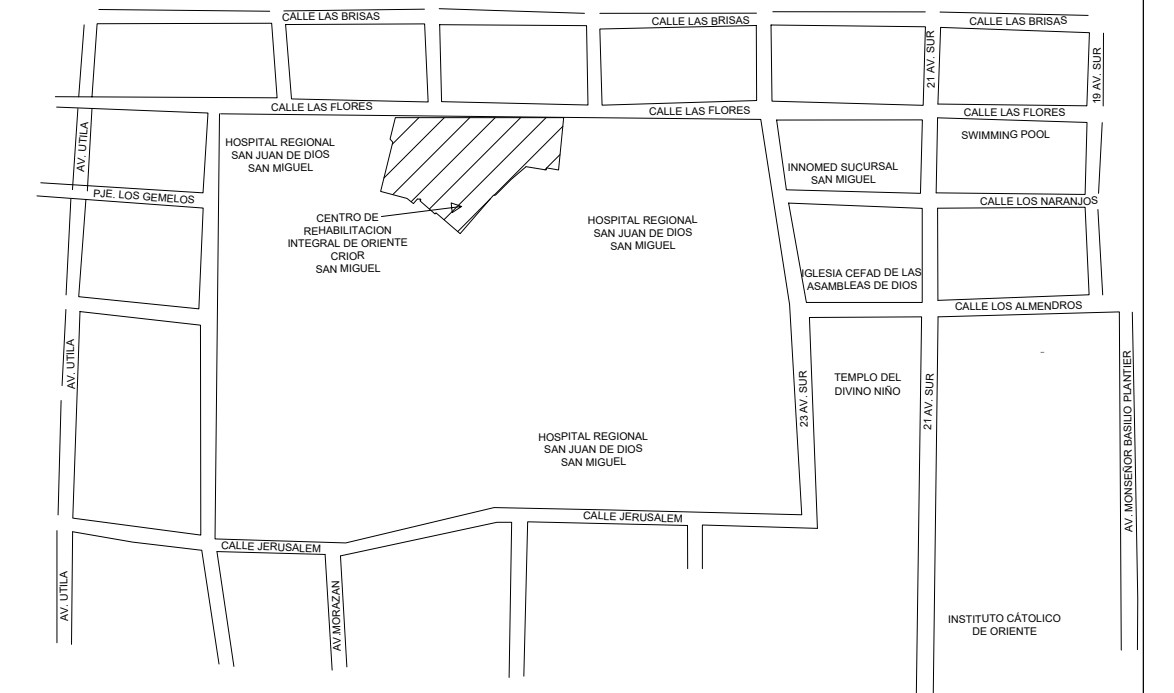 CALLE LAS BRISAS
CALLE LAS BRISAS
CALLE LAS BRISAS
21 AV. SUR
19 AV. SUR
CALLE LAS FLORES
CALLE LAS FLORES
CALLE LAS FLORES
AV. UTILA
HOSPITAL REGIONAL
SAN JUAN DE DIOS
SAN MIGUEL
SWIMMING POOL
INNOMED SUCURSAL
SAN MIGUEL
PJE. LOS GEMELOS
CALLE LOS NARANJOS
CENTRO DE
REHABILITACION
INTEGRAL DE ORIENTE
CRIOR
SAN MIGUEL
HOSPITAL REGIONAL
SAN JUAN DE DIOS
SAN MIGUEL
IGLESIA CEFAD DE LAS
ASAMBLEAS DE DIOS
CALLE LOS ALMENDROS
AV. UTILA
TEMPLO DEL
DIVINO NIÑO
23 AV. SUR
21 AV. SUR
AV. MONSEÑOR BASILIO PLANTIER
HOSPITAL REGIONAL
SAN JUAN DE DIOS
SAN MIGUEL
CALLE JERUSALEM
CALLE JERUSALEM
AV. UTILA
AV.MORAZAN
INSTITUTO CÁTOLICO
DE ORIENTE